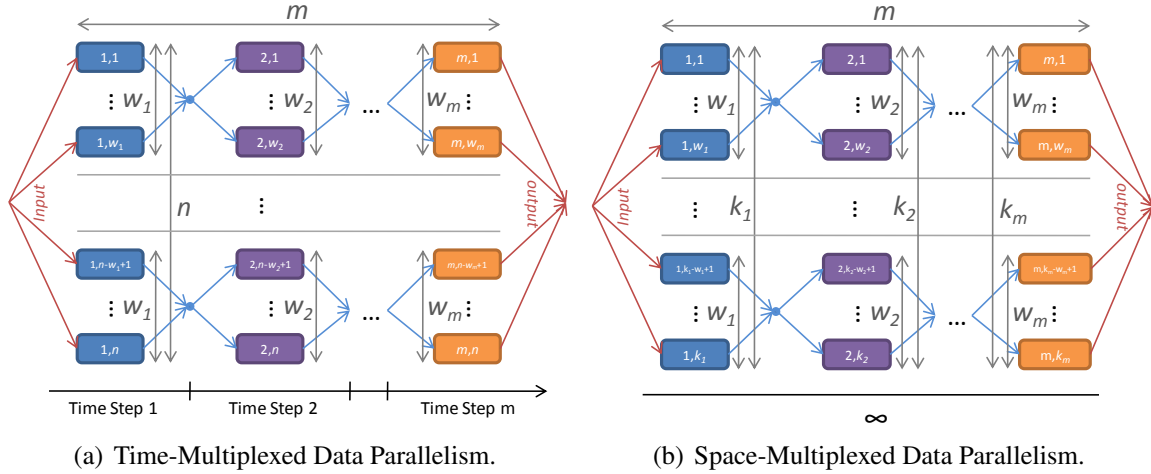 m
1,1
2,1
m,1
⋮ w1
⋮ w2
...
wm ⋮
1,w1
2,w2
m,wm
Input
n
⋮
output
1,n-w1+1
2,n-w2+1
m,n-wm+1
⋮ w1
⋮ w2
...
wm ⋮
1,n
2,n
m,n
Time Step 1
Time Step 2
Time Step m
(a) Time-Multiplexed Data Parallelism.
m
1,1
2,1
m,1
⋮ w1
⋮ w2
...
wm ⋮
1,w1
2,w2
m,wm
Input
⋮ k1
⋮ k2
km
output
1,k1-w1+1
2,k2-w2+1
m,km-wm+1
⋮ w1
⋮ w2
...
wm ⋮
1,k1
2,k2
m,km
∞
(b) Space-Multiplexed Data Parallelism.